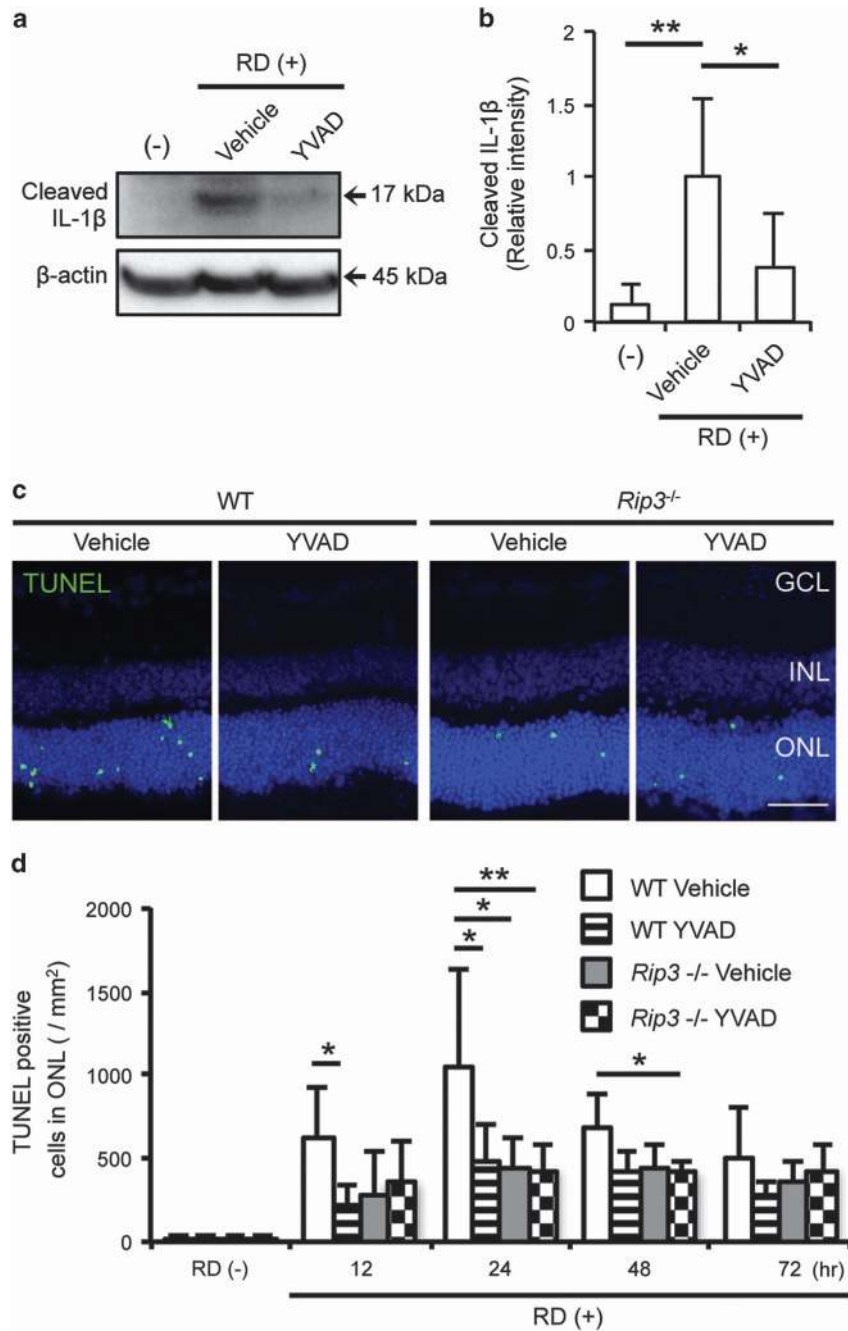 a
RD (+)
(-)
Vehicle
YVAD
Cleaved
IL-1β
17 kDa
β-actin
45 kDa
b
Cleaved IL-1β
(Relative intensity)
2
1.5
1
0.5
0
**
*
(-)
Vehicle
YVAD
RD (+)
c
WT
Rip3-/-
Vehicle
YVAD
Vehicle
YVAD
TUNEL
GCL
INL
ONL
d
TUNEL positive
cells in ONL ( / mm²)
2000
1500
1000
500
0
*
**
*
*
*
WT Vehicle
WT YVAD
Rip3 -/- Vehicle
Rip3 -/- YVAD
RD (-)
12
24
48
72 (hr)
RD (+)